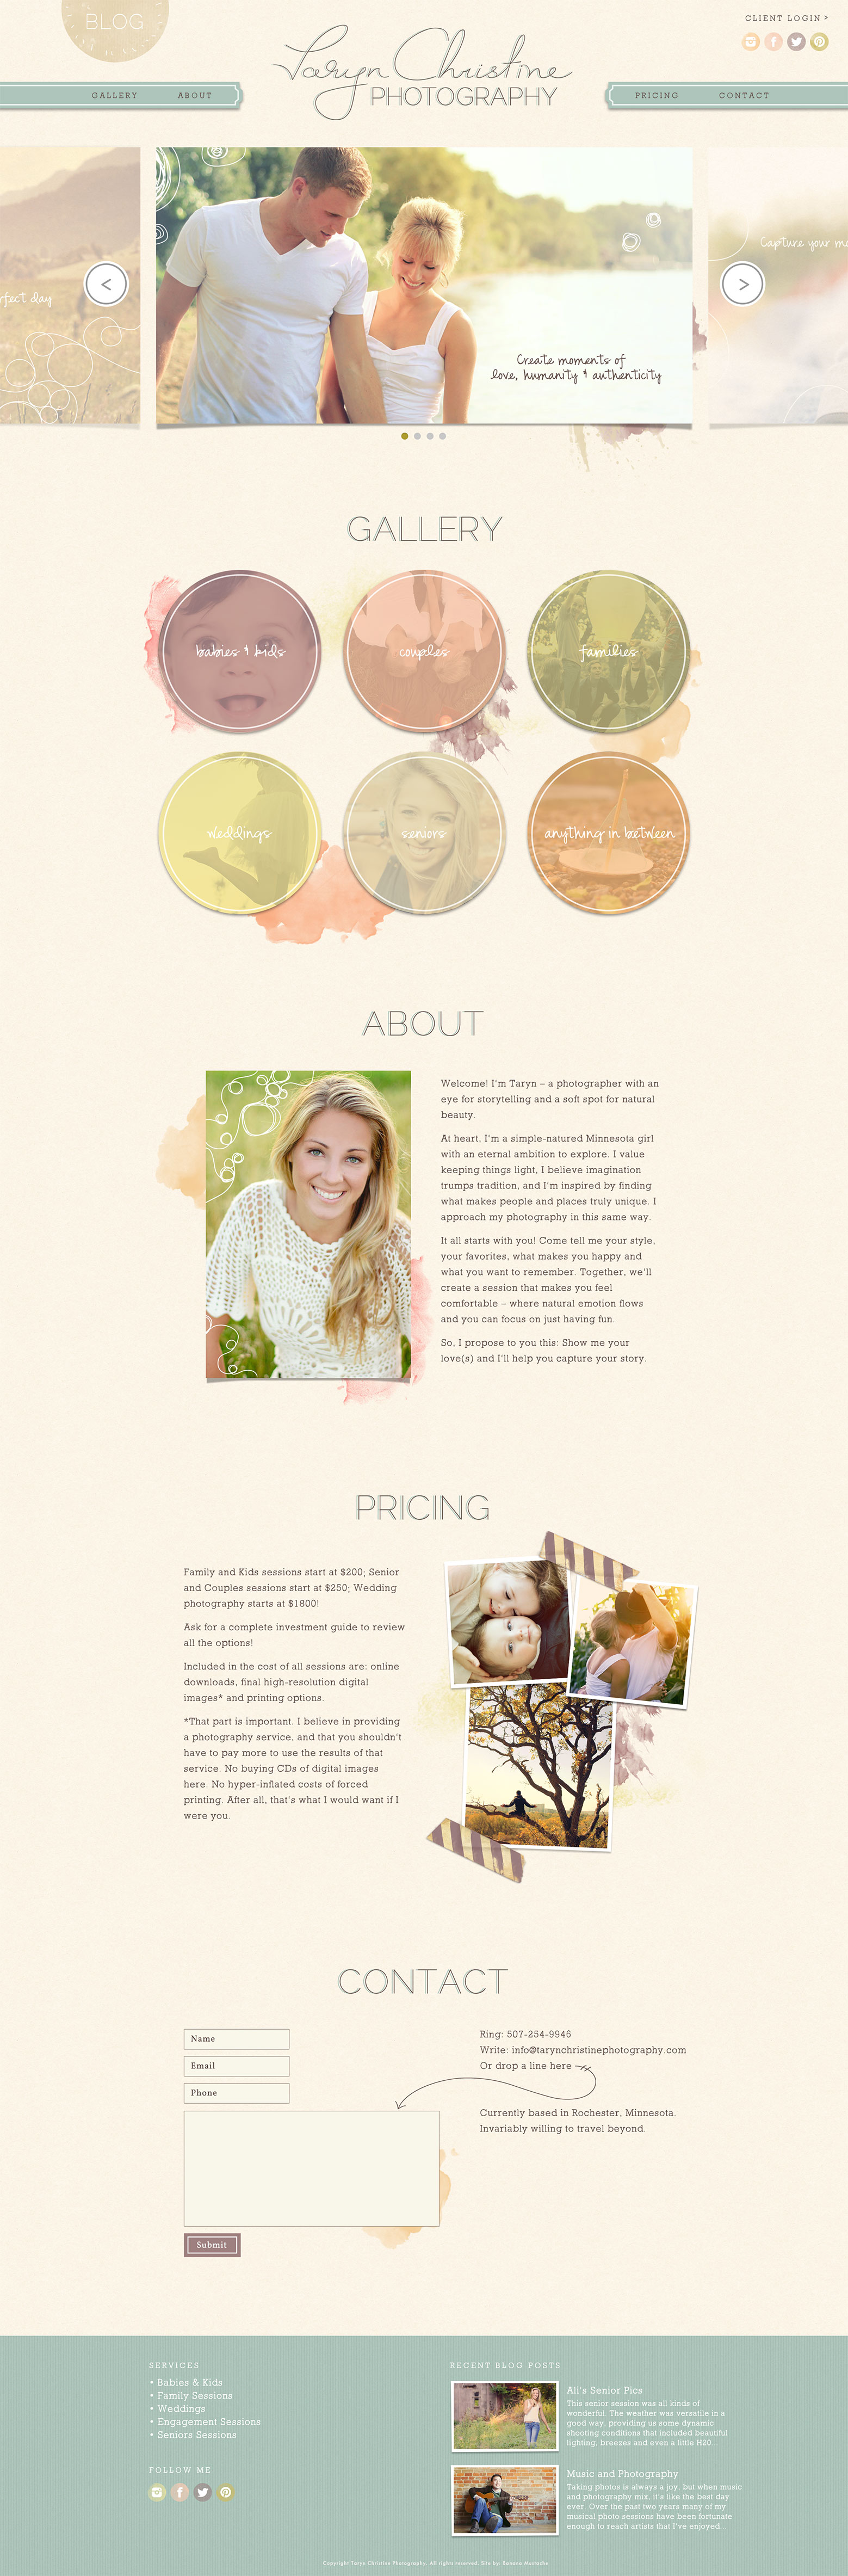 BLOG
CLIENT LOGIN >
Taryn Christine
PHOTOGRAPHY
GALLERY
ABOUT
PRICING
CONTACT
<
>
Create moments of
love, humanity & authenticity
Capture your
GALLERY
babies & kids
couples
families
weddings
seniors
anything in between
ABOUT
Welcome! I'm Taryn – a photographer with an
eye for storytelling and a soft spot for natural
beauty.
At heart, I'm a simple-natured Minnesota girl
with an eternal ambition to explore. I value
keeping things light, I believe imagination
trumps tradition, and I'm inspired by finding
what makes people and places truly unique. I
approach my photography in this same way.
It all starts with you! Come tell me your style,
your favorites, what makes you happy and
what you want to remember. Together, we'll
create a session that makes you feel
comfortable – where natural emotion flows
and you can focus on just having fun.
So, I propose to you this: Show me your
love(s) and I'll help you capture your story.
PRICING
Family and Kids sessions start at $200; Senior
and Couples sessions start at $250; Wedding
photography starts at $1800!
Ask for a complete investment guide to review
all the options!
Included in the cost of all sessions are: online
downloads, final high-resolution digital
images* and printing options.
*That part is important. I believe in providing
a photography service, and that you shouldn't
have to pay more to use the results of that
service. No buying CDs of digital images
here. No hyper-inflated costs of forced
printing. After all, that's what I would want if I
were you.
CONTACT
Name
Email
Phone
Submit
Ring: 507-254-9946
Write: info@tarynchristinephotography.com
Or drop a line here
Currently based in Rochester, Minnesota.
Invariably willing to travel beyond.
SERVICES
• Babies & Kids
• Family Sessions
• Weddings
• Engagement Sessions
• Seniors Sessions
FOLLOW ME
RECENT BLOG POSTS
Ali's Senior Pics
This senior session was all kinds of
wonderful. The weather was versatile in a
good way, providing us some dynamic
shooting conditions that included beautiful
lighting, breezes and even a little H20...
Music and Photography
Taking photos is always a joy, but when music
and photography mix, it's like the best day
ever. Over the past two years many of my
musical photo sessions have been fortunate
enough to reach artists that I've enjoyed...
Copyright Taryn Christine Photography. All rights reserved. Site by: Banana Mustache